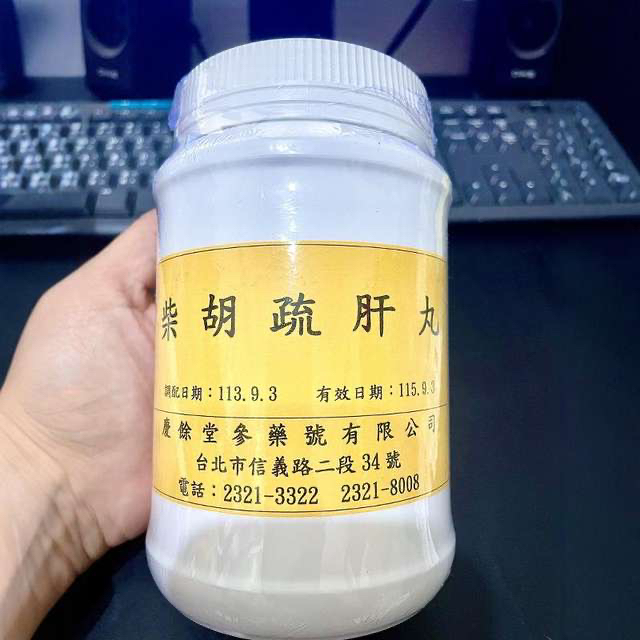 柴胡疏肝丸
調配日期：113.9.3 有效日期：115.9.3
慶餘堂參藥號有限公司
台北市信義路二段34號
電話：2321-3322 2321-8008